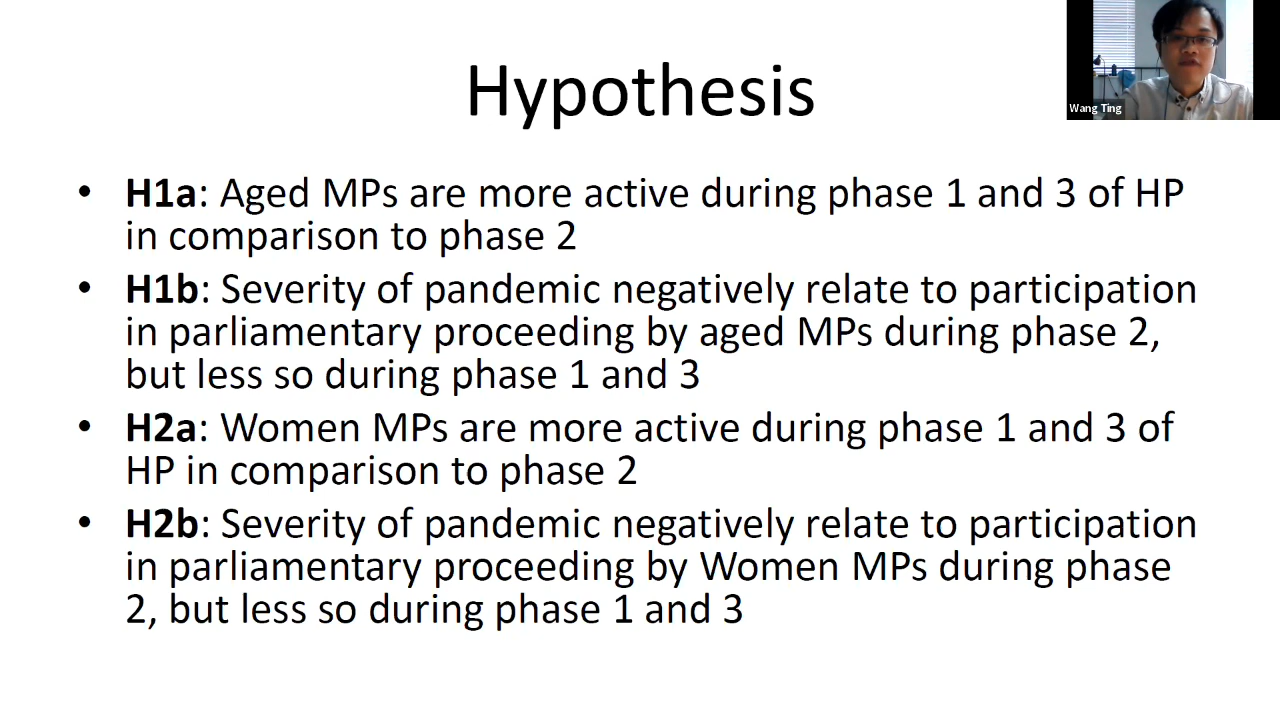 Wang Ting
Hypothesis
• H1a: Aged MPs are more active during phase 1 and 3 of HP
in comparison to phase 2
• H1b: Severity of pandemic negatively relate to participation
in parliamentary proceeding by aged MPs during phase 2,
but less so during phase 1 and 3
• H2a: Women MPs are more active during phase 1 and 3 of
HP in comparison to phase 2
• H2b: Severity of pandemic negatively relate to participation
in parliamentary proceeding by Women MPs during phase
2, but less so during phase 1 and 3